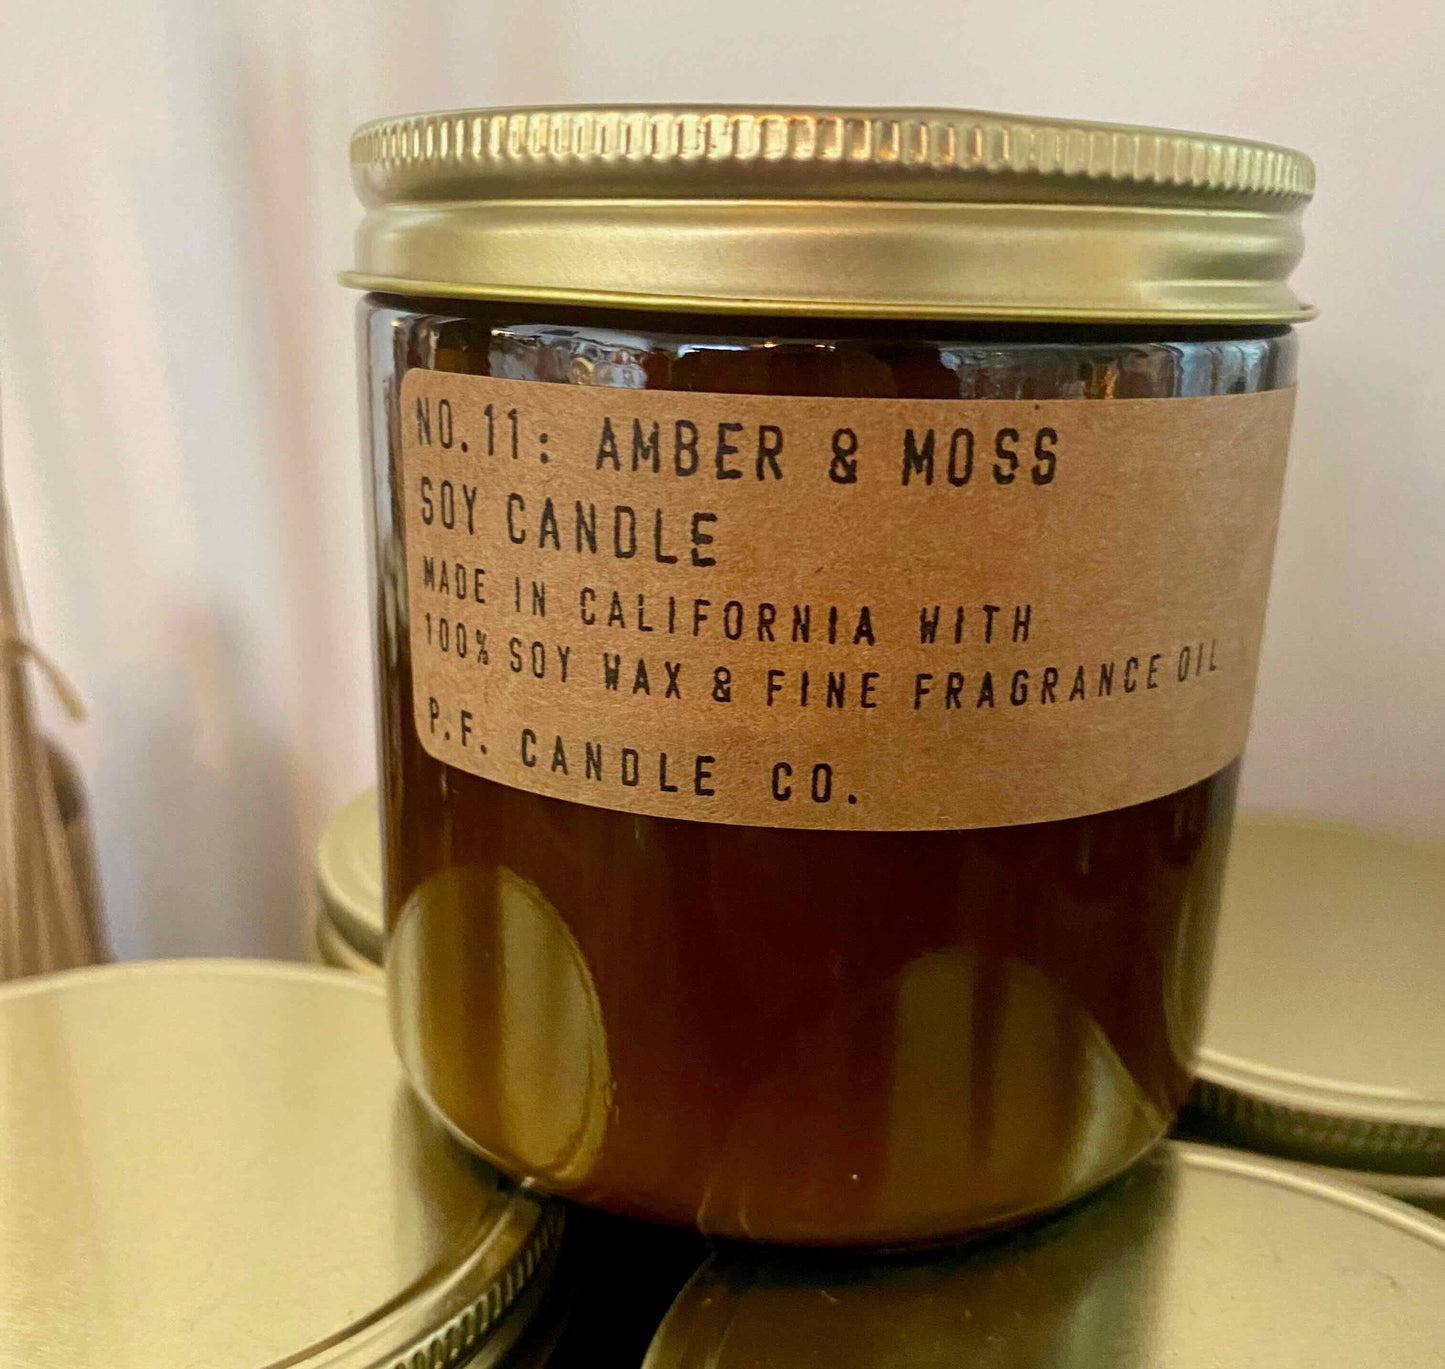 NO.11: AMBER & MOSS
SOY CANDLE
MADE IN CALIFORNIA WITH
100% SOY WAX & FINE FRAGRANCE OIL
P.F. CANDLE CO.